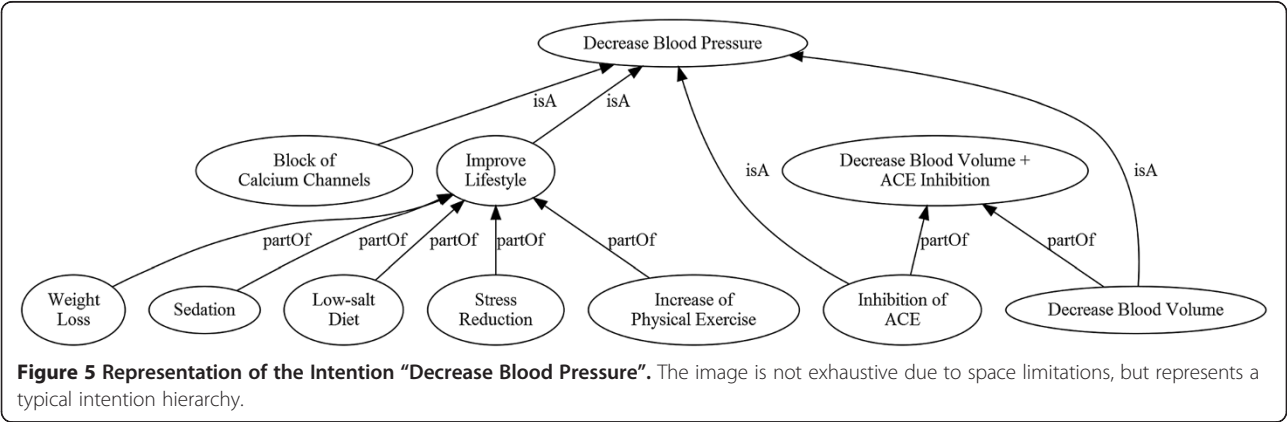 Decrease Blood Pressure
isA
isA
Block of
Calcium Channels
Improve
Lifestyle
isA
Decrease Blood Volume +
ACE Inhibition
isA
partOf
partOf
partOf
partOf
partOf
partOf
partOf
Weight
Loss
Sedation
Low-salt
Diet
Stress
Reduction
Increase of
Physical Exercise
Inhibition of
ACE
Decrease Blood Volume
Figure 5 Representation of the Intention “Decrease Blood Pressure”. The image is not exhaustive due to space limitations, but represents a
typical intention hierarchy.